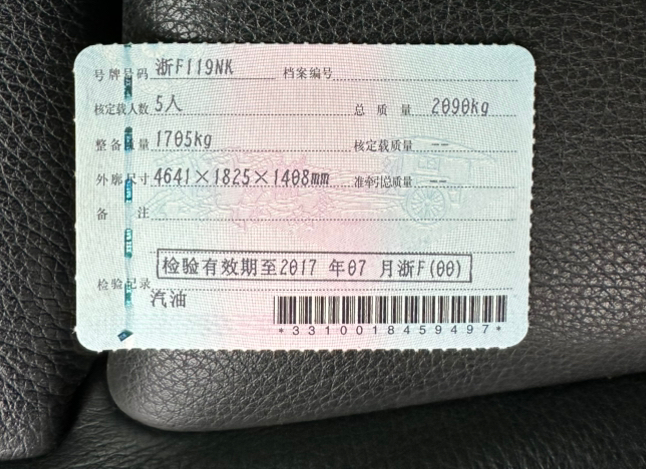 号牌号码 浙F119NK 档案编号
核定载人数 5人 总质量 2090kg
整备质量 1705kg 核定载质量 --
外廓尺寸 4641×1825×1408mm 准牵引总质量 --
备注
检验有效期至2017年07月浙F(00)
检验记录
汽油
*3310018459497*